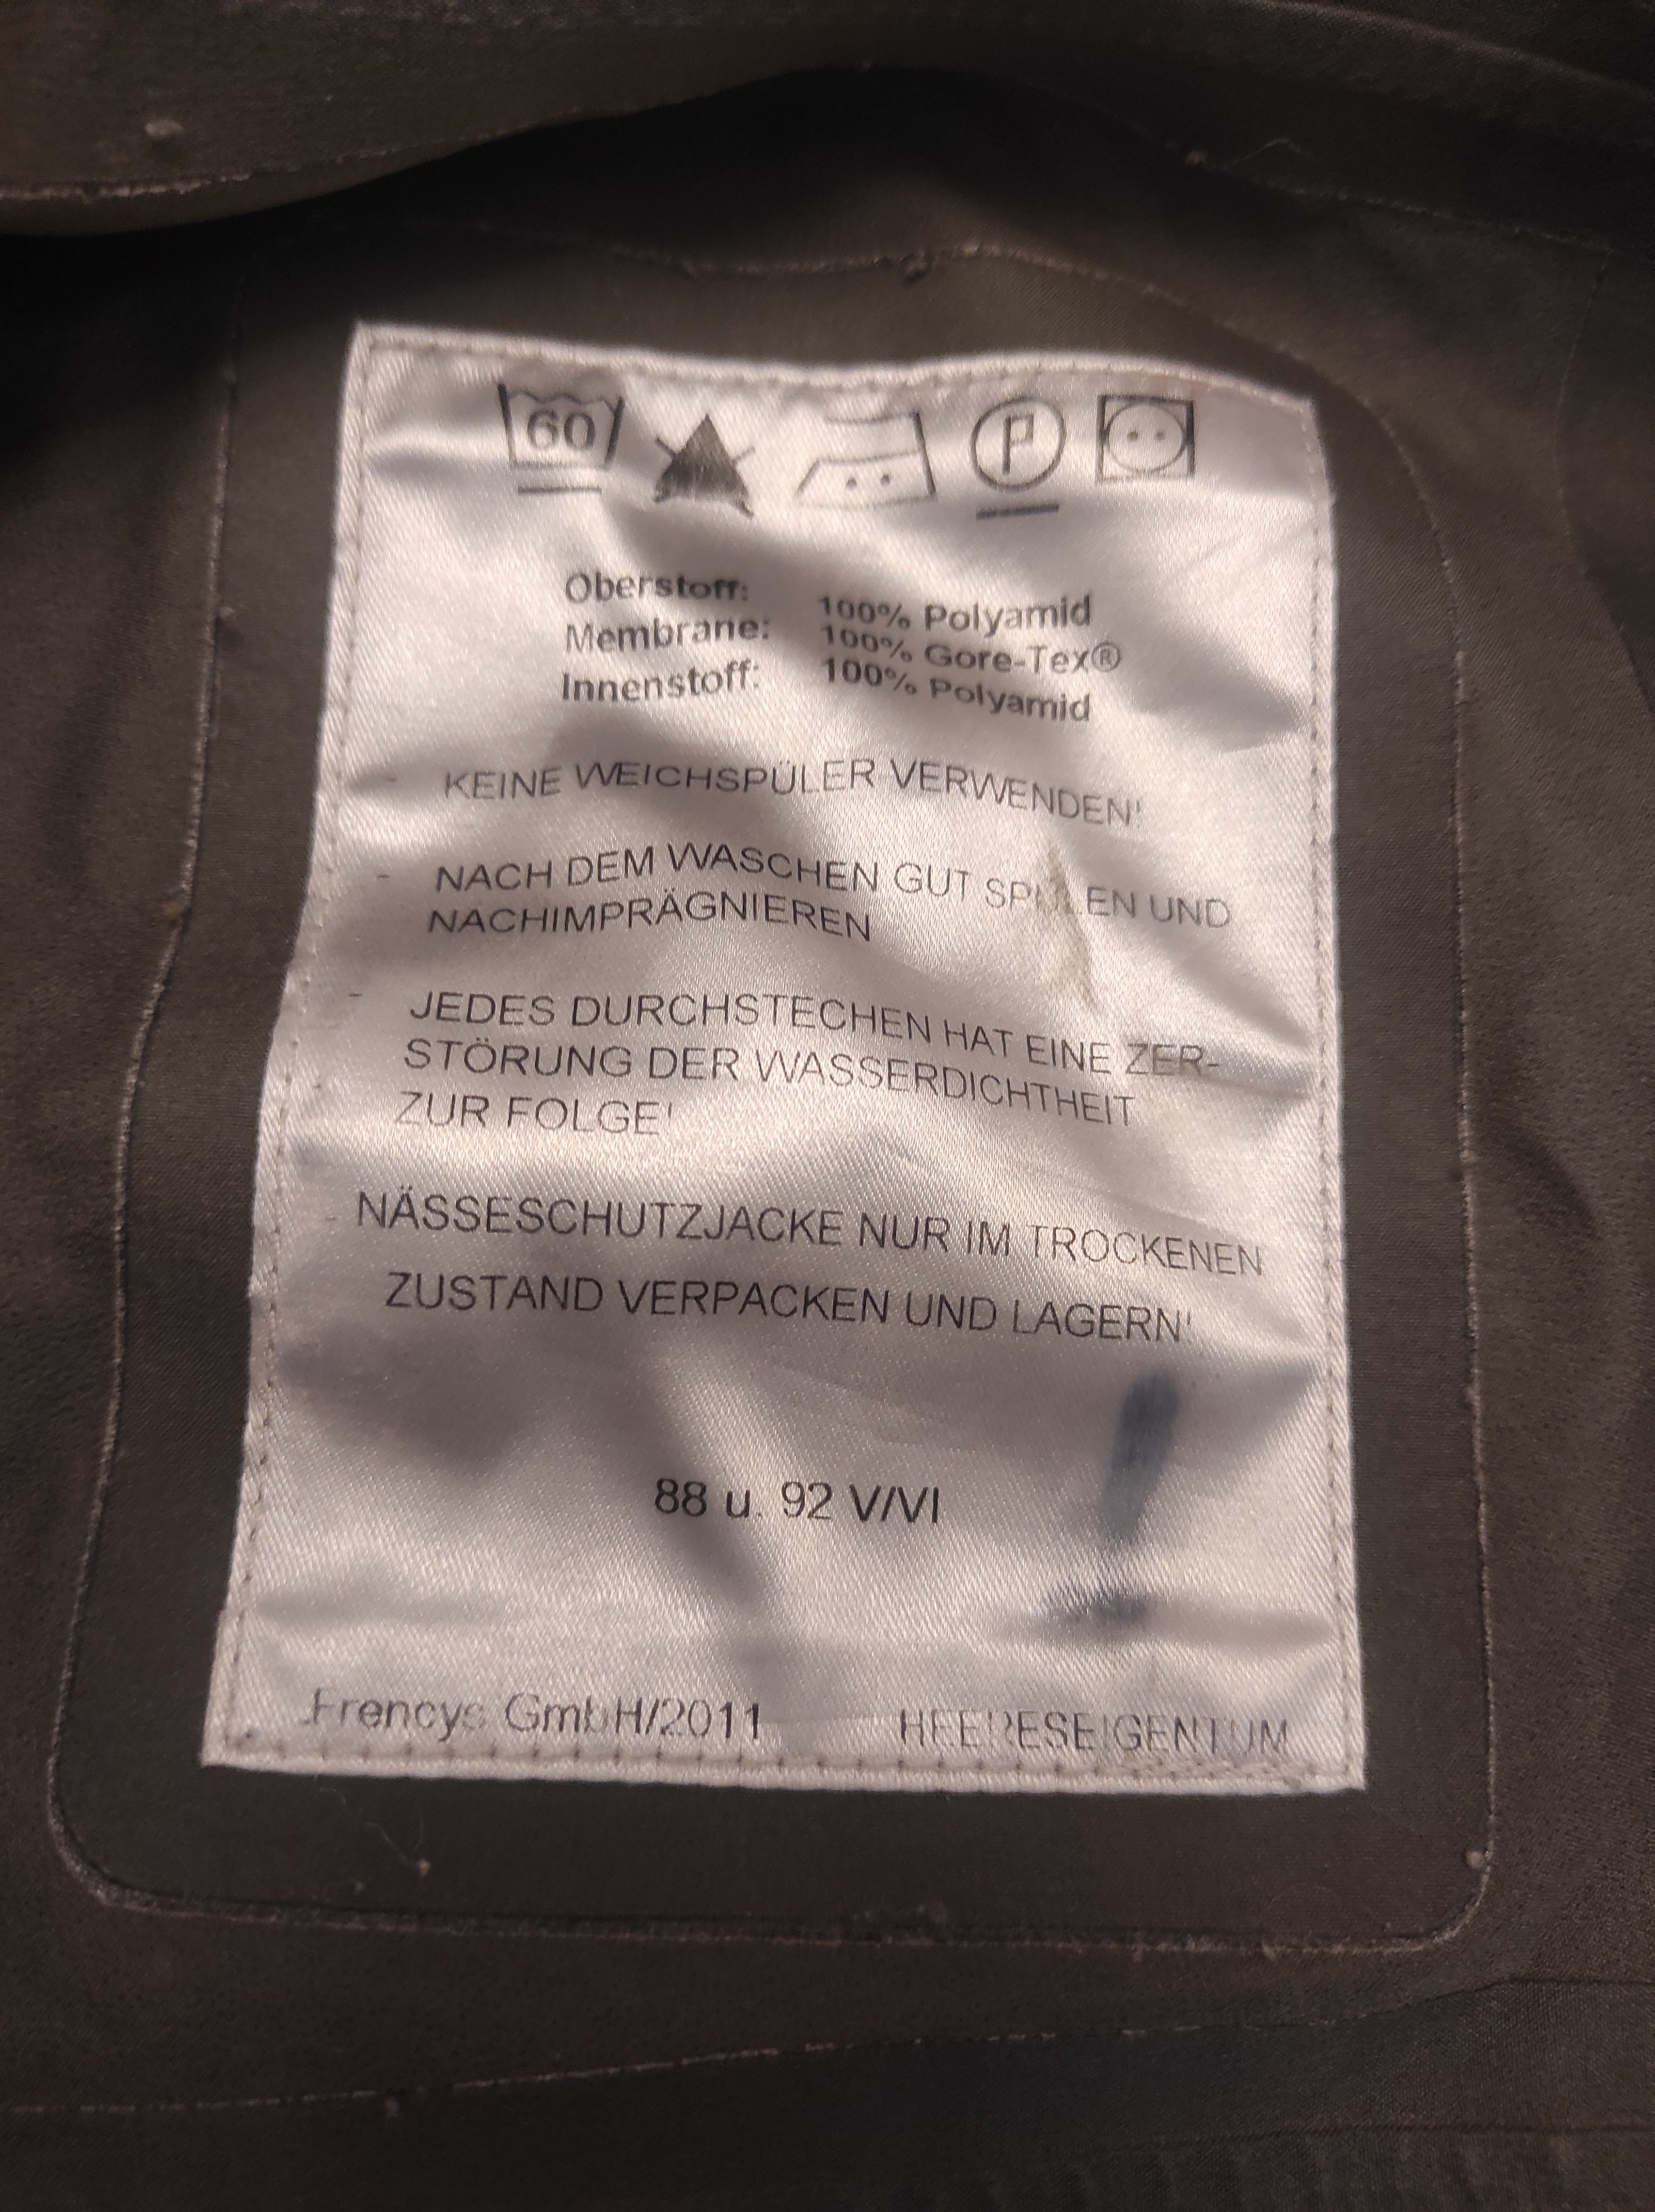 60
P
Oberstoff: 100% Polyamid
Membrane: 100% Gore-Tex®
Innenstoff: 100% Polyamid
- KEINE WEICHSPÜLER VERWENDEN!
- NACH DEM WASCHEN GUT SPÜLEN UND
NACHIMPRÄGNIEREN
- JEDES DURCHSTECHEN HAT EINE ZER-
STÖRUNG DER WASSERDICHTHEIT
ZUR FOLGE!
- NÄSSESCHUTZJACKE NUR IM TROCKENEN
ZUSTAND VERPACKEN UND LAGERN!
88 u. 92 V/VI
Frencys GmbH/2011 HEERESEIGENTUM